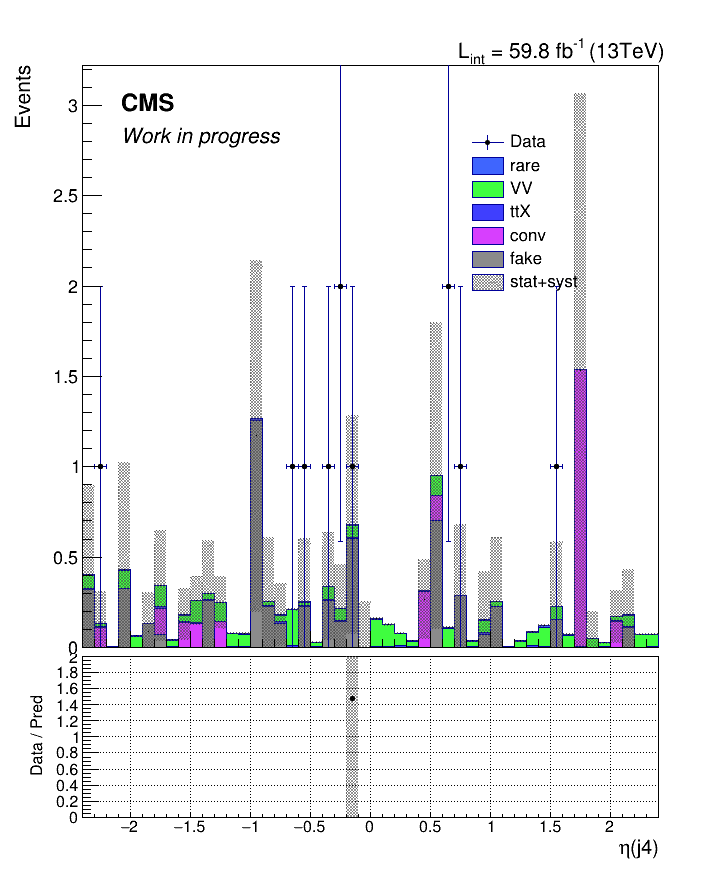 L_int = 59.8 fb^-1 (13TeV)
Events
CMS
Work in progress
Data
rare
VV
ttX
conv
fake
stat+syst
3
2.5
2
1.5
1
0.5
0
2
1.8
1.6
1.4
1.2
1
0.8
0.6
0.4
0.2
0
Data / Pred
−2 −1.5 −1 −0.5 0 0.5 1 1.5 2
η(j4)